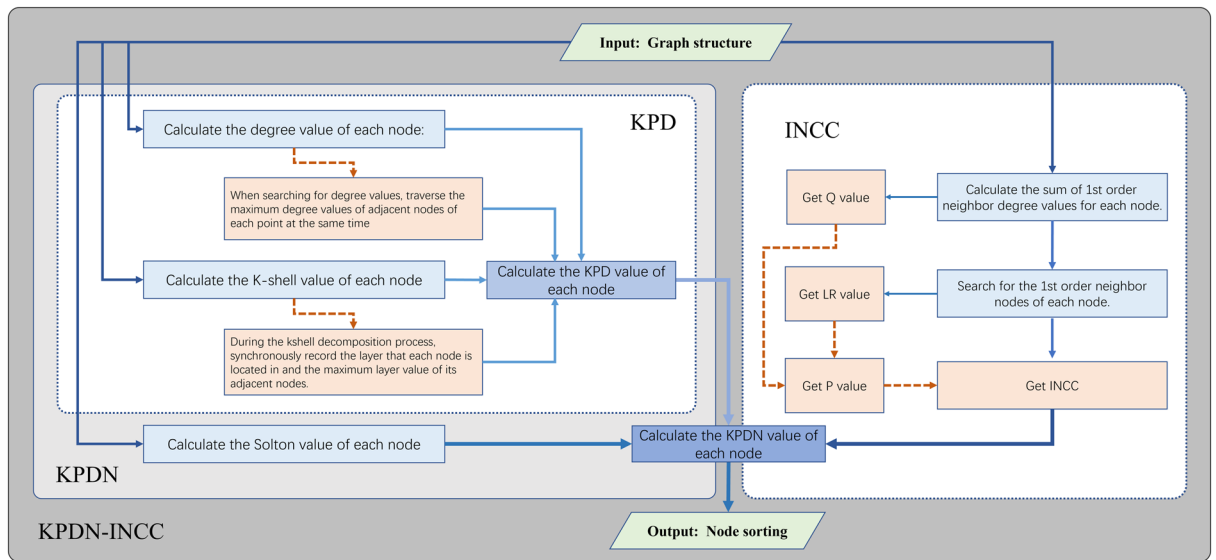 Input: Graph structure
KPD
Calculate the degree value of each node:
When searching for degree values, traverse the
maximum degree values of adjacent nodes of
each point at the same time
Calculate the K-shell value of each node
Calculate the KPD value of
each node
During the kshell decomposition process,
synchronously record the layer that each node is
located in and the maximum layer value of its
adjacent nodes.
Calculate the Solton value of each node
Calculate the KPDN value of
each node
KPDN
INCC
Get Q value
Calculate the sum of 1st order
neighbor degree values for each node.
Get LR value
Search for the 1st order neighbor
nodes of each node.
Get P value
Get INCC
KPDN-INCC
Output: Node sorting